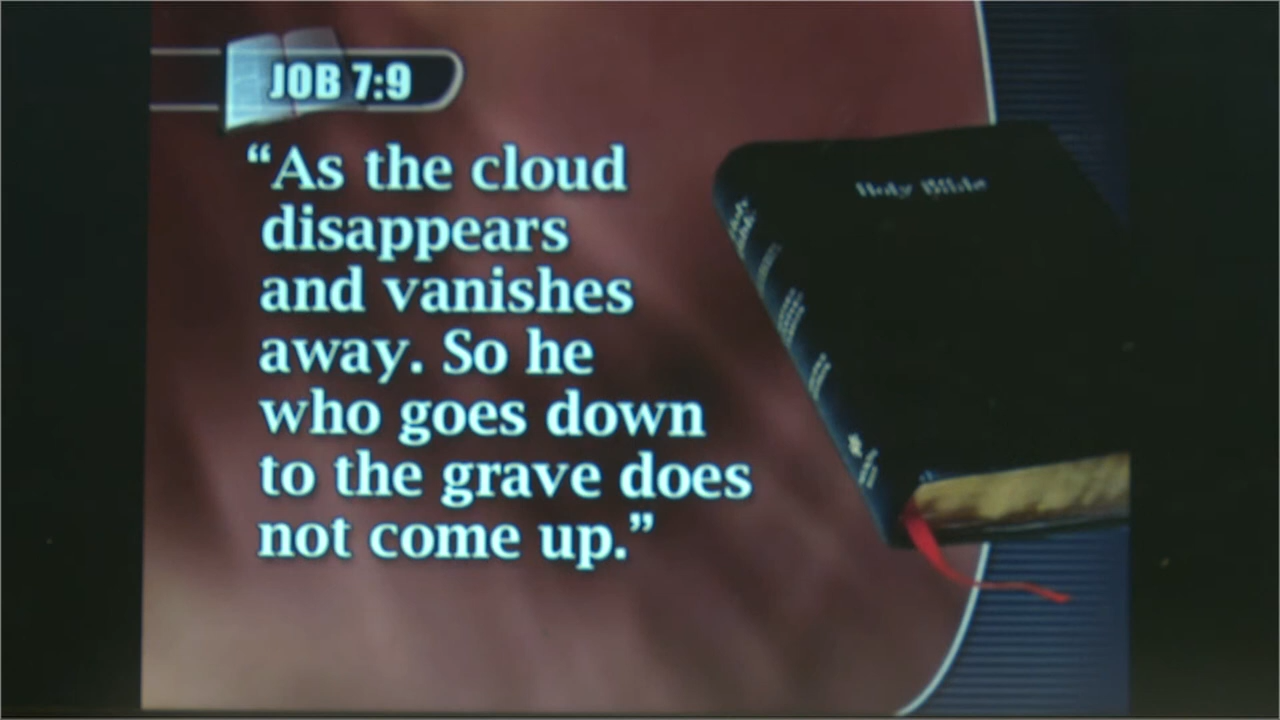 JOB 7:9
“As the cloud
disappears
and vanishes
away. So he
who goes down
to the grave does
not come up.”
Holy Bible